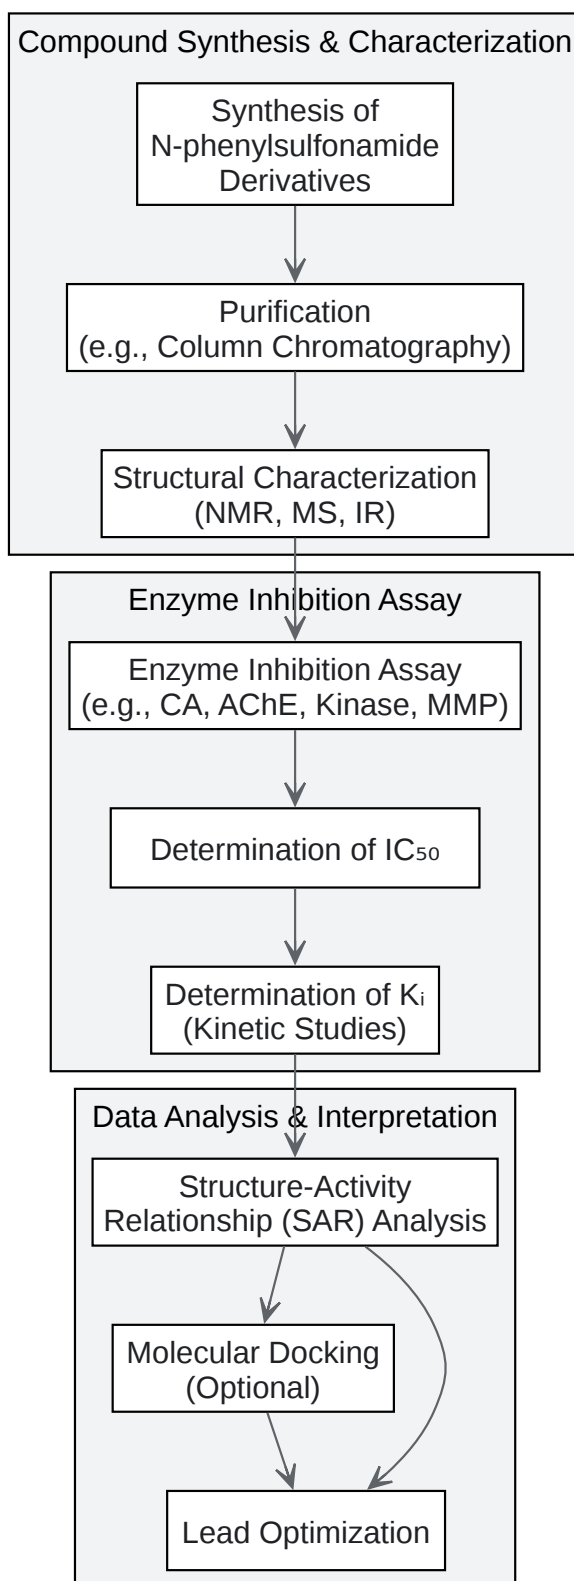 Compound Synthesis & Characterization
Synthesis of
N-phenylsulfonamide
Derivatives
Purification
(e.g., Column Chromatography)
Structural Characterization
(NMR, MS, IR)
Enzyme Inhibition Assay
Enzyme Inhibition Assay
(e.g., CA, AChE, Kinase, MMP)
Determination of IC₅₀
Determination of Kᵢ
(Kinetic Studies)
Data Analysis & Interpretation
Structure-Activity
Relationship (SAR) Analysis
Molecular Docking
(Optional)
Lead Optimization